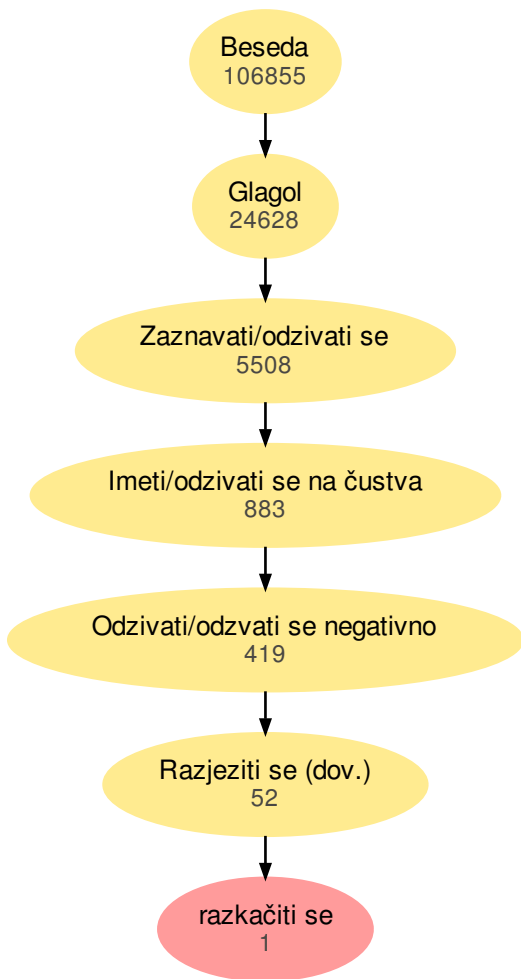 Beseda
106855
Glagol
24628
Zaznavati/odzivati se
5508
Imeti/odzivati se na čustva
883
Odzivati/odzvati se negativno
419
Razjeziti se (dov.)
52
razkačiti se
1